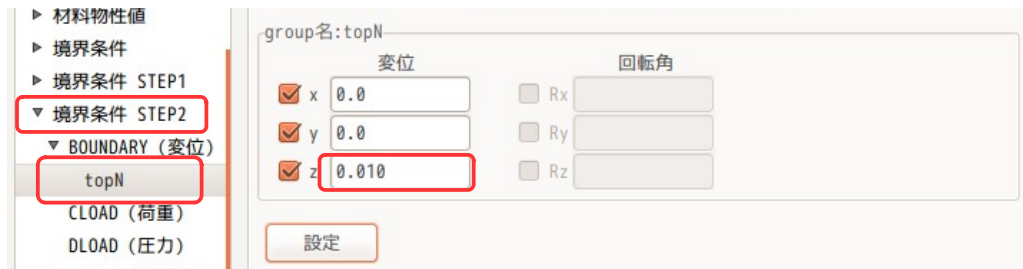 ▶ 材料物性値
▶ 境界条件
▶ 境界条件 STEP1
▼ 境界条件 STEP2
▼ BOUNDARY (変位)
topN
CLOAD (荷重)
DLOAD (圧力)
group名:topN
変位 回転角
x 0.0 Rx
y 0.0 Ry
z 0.010 Rz
設定